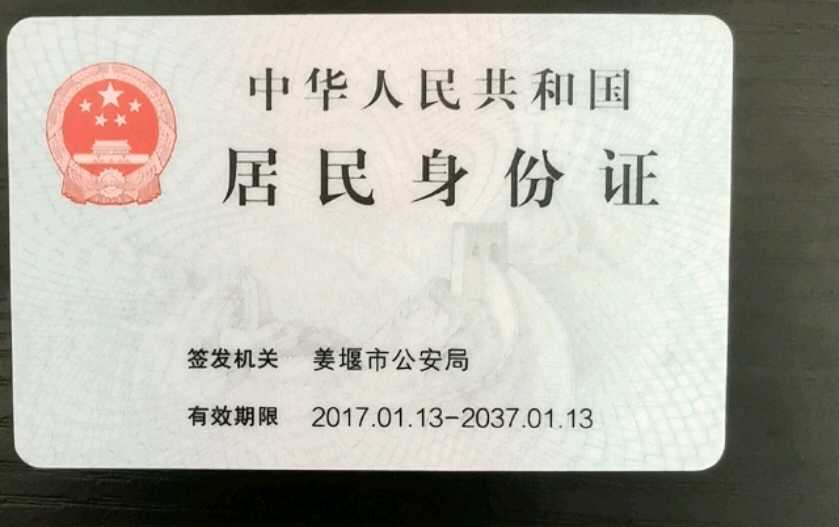 中华人民共和国
居民身份证
签发机关 姜堰市公安局
有效期限 2017.01.13-2037.01.13